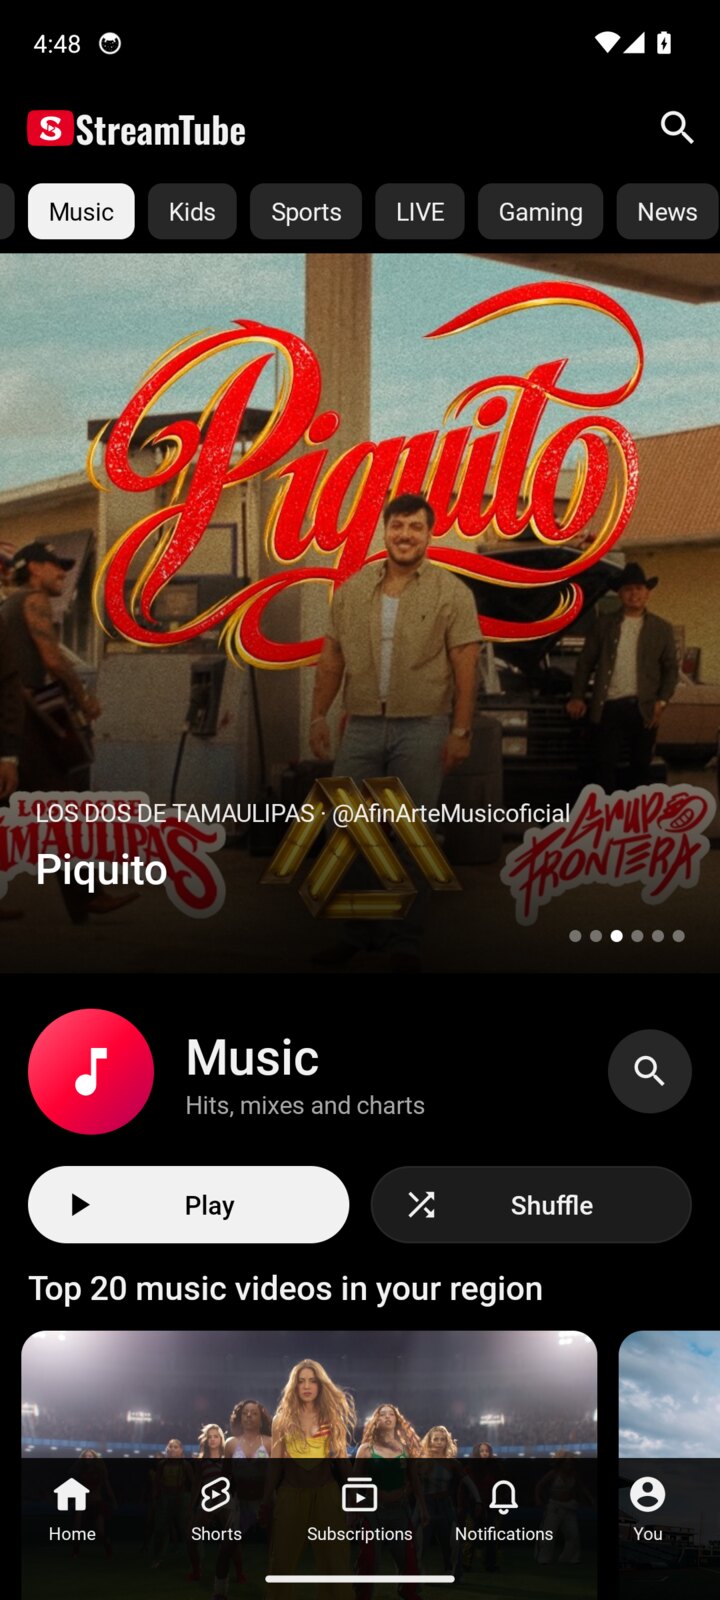 4:48
StreamTube
Music
Kids
Sports
LIVE
Gaming
News
Piquito
LOS DOS DE TAMAULIPAS · @AfinArteMusicoficial
TAMAULIPAS
GRUPO
FRONTERA
Piquito
Music
Hits, mixes and charts
Play
Shuffle
Top 20 music videos in your region
Home
Shorts
Subscriptions
Notifications
You